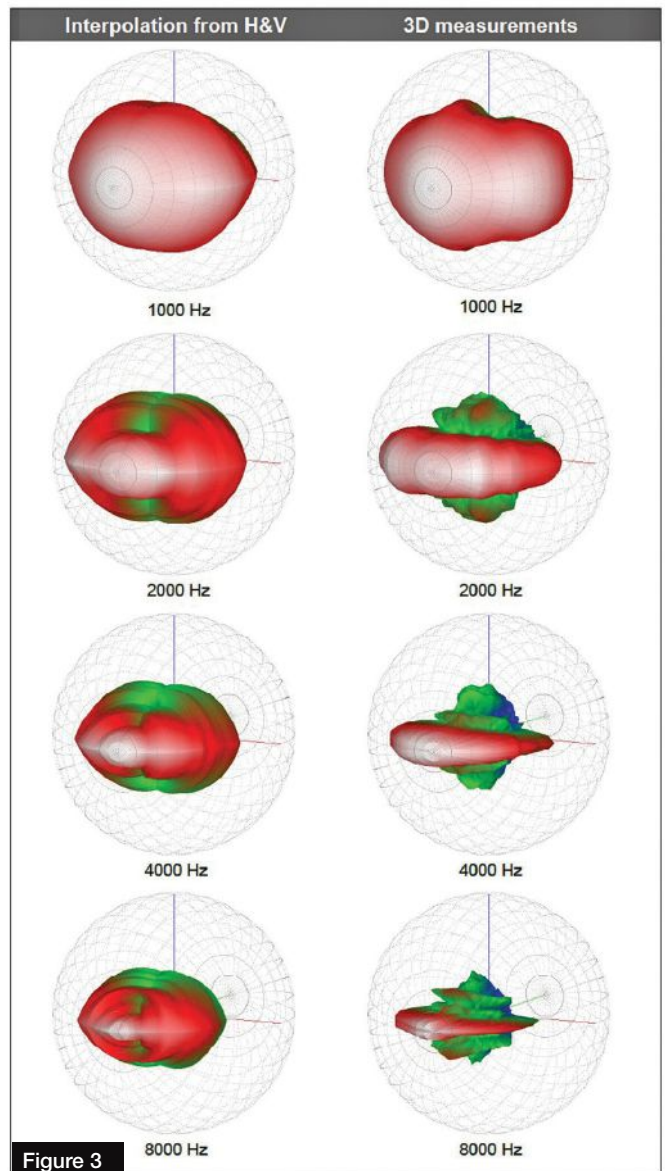 Interpolation from H&V 3D measurements
1000 Hz 1000 Hz
2000 Hz 2000 Hz
4000 Hz 4000 Hz
8000 Hz 8000 Hz
Figure 3